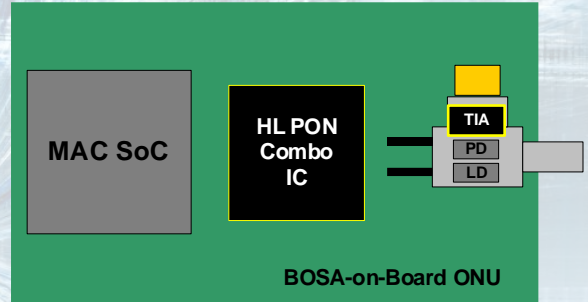 MAC SoC
HL PON
Combo
IC
TIA
PD
LD
BOSA-on-Board ONU